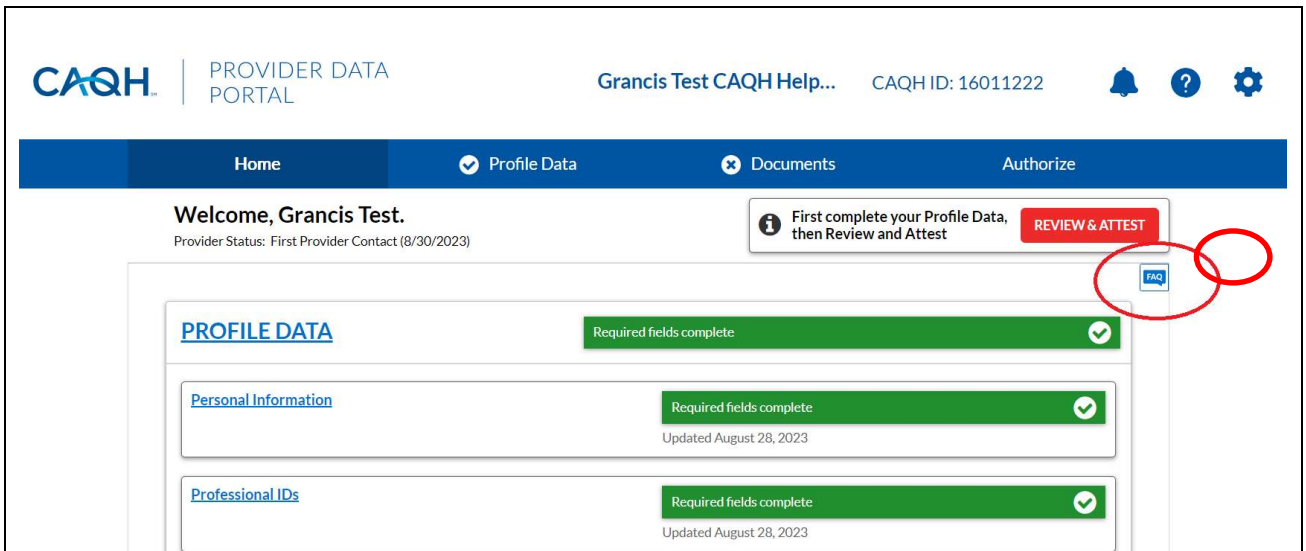 CAQH
PROVIDER DATA
PORTAL
Grancis Test CAQH Help...
CAQH ID: 16011222
?
Home
Profile Data
Documents
Authorize
Welcome, Grancis Test.
Provider Status: First Provider Contact (8/30/2023)
First complete your Profile Data,
then Review and Attest
REVIEW & ATTEST
FAQ
PROFILE DATA
Required fields complete
Personal Information
Required fields complete
Updated August 28, 2023
Professional IDs
Required fields complete
Updated August 28, 2023